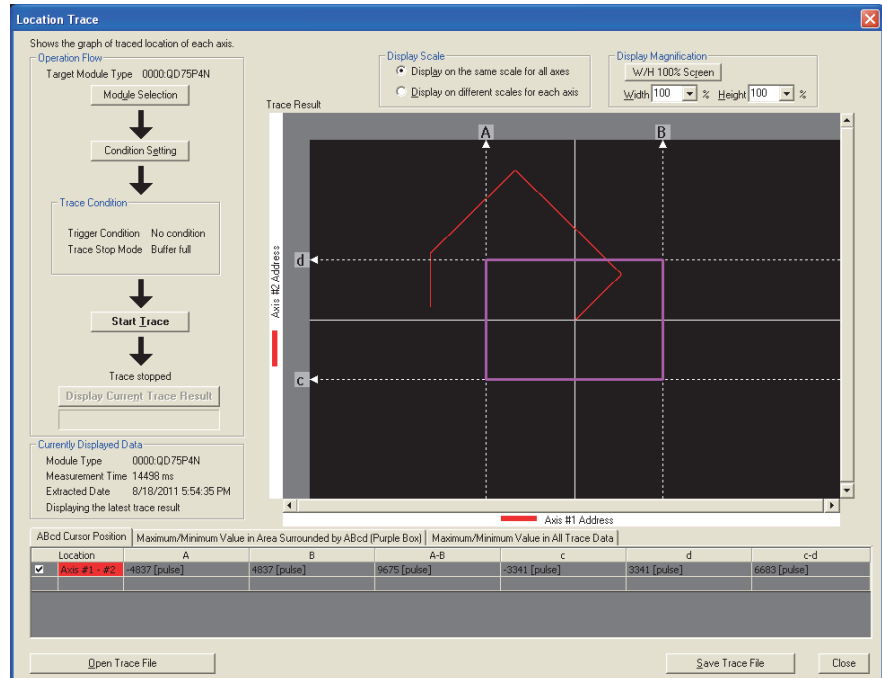 Location Trace
Shows the graph of traced location of each axis.
Operation Flow
Target Module Type 0000:QD75P4N
Module Selection
Condition Setting
Trace Condition
Trigger Condition No condition
Trace Stop Mode Buffer full
Start Trace
Trace stopped
Display Current Trace Result
Currently Displayed Data
Module Type 0000:QD75P4N
Measurement Time 14498 ms
Extracted Date 8/18/2011 5:54:35 PM
Displaying the latest trace result
Display Scale
Display on the same scale for all axes
Display on different scales for each axis
Display Magnification
W/H 100% Screen
Width 100 % Height 100 %
Trace Result
A B
d
c
Axis #2 Address
Axis #1 Address
ABcd Cursor Position Maximum/Minimum Value in Area Surrounded by ABcd (Purple Box) Maximum/Minimum Value in All Trace Data
Location A B A-B c d c-d
Axis #1 - #2 -4837 [pulse] 4837 [pulse] 9675 [pulse] -3341 [pulse] 3341 [pulse] 6683 [pulse]
Open Trace File Save Trace File Close